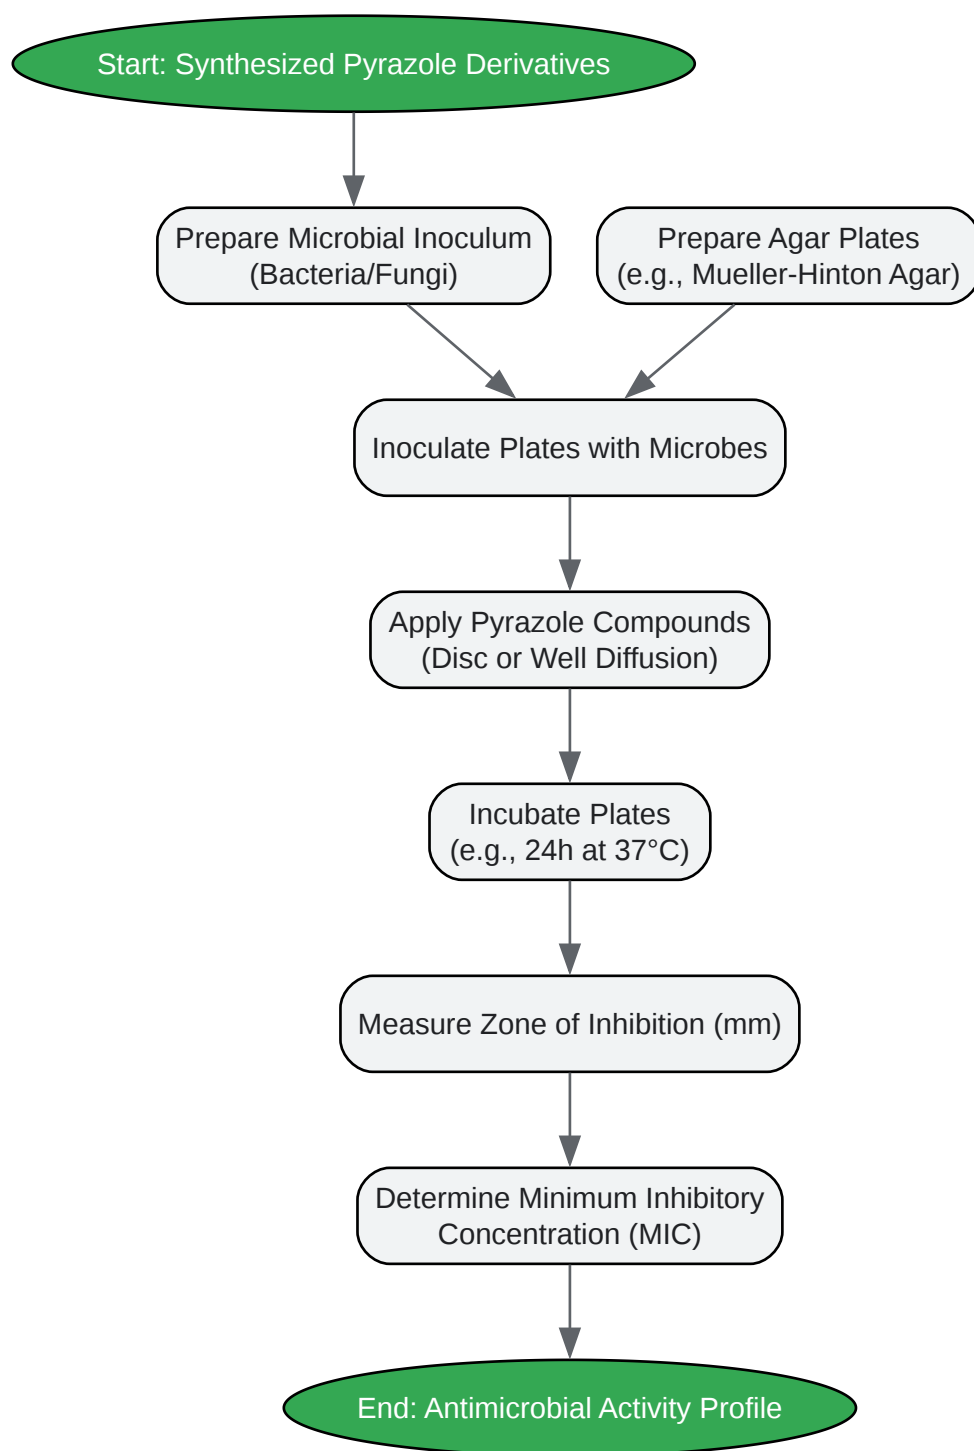 Start: Synthesized Pyrazole Derivatives
Prepare Microbial Inoculum
(Bacteria/Fungi)
Prepare Agar Plates
(e.g., Mueller-Hinton Agar)
Inoculate Plates with Microbes
Apply Pyrazole Compounds
(Disc or Well Diffusion)
Incubate Plates
(e.g., 24h at 37°C)
Measure Zone of Inhibition (mm)
Determine Minimum Inhibitory
Concentration (MIC)
End: Antimicrobial Activity Profile